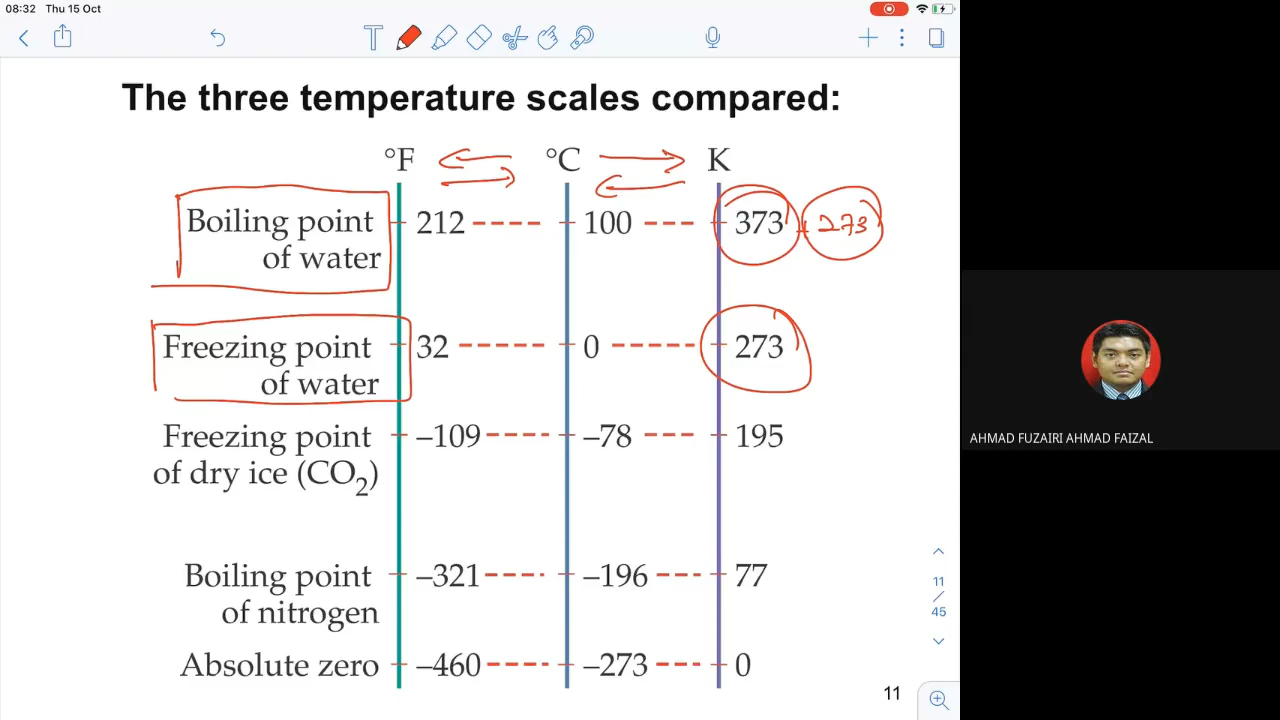 08:32 Thu 15 Oct
The three temperature scales compared:
°F °C K
Boiling point
of water
212 100 373 + 273
Freezing point
of water
32 0 273
Freezing point
of dry ice (CO₂)
–109 –78 195
Boiling point
of nitrogen
–321 –196 77
Absolute zero –460 –273 0
11
11
/
45
AHMAD FUZAIRI AHMAD FAIZAL